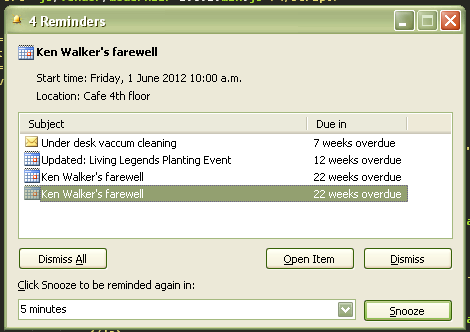 4 Reminders
Ken Walker's farewell
Start time: Friday, 1 June 2012 10:00 a.m.
Location: Cafe 4th floor
Subject Due in
Under desk vaccum cleaning 7 weeks overdue
Updated: Living Legends Planting Event 12 weeks overdue
Ken Walker's farewell 22 weeks overdue
Ken Walker's farewell 22 weeks overdue
Dismiss All Open Item Dismiss
Click Snooze to be reminded again in:
5 minutes Snooze